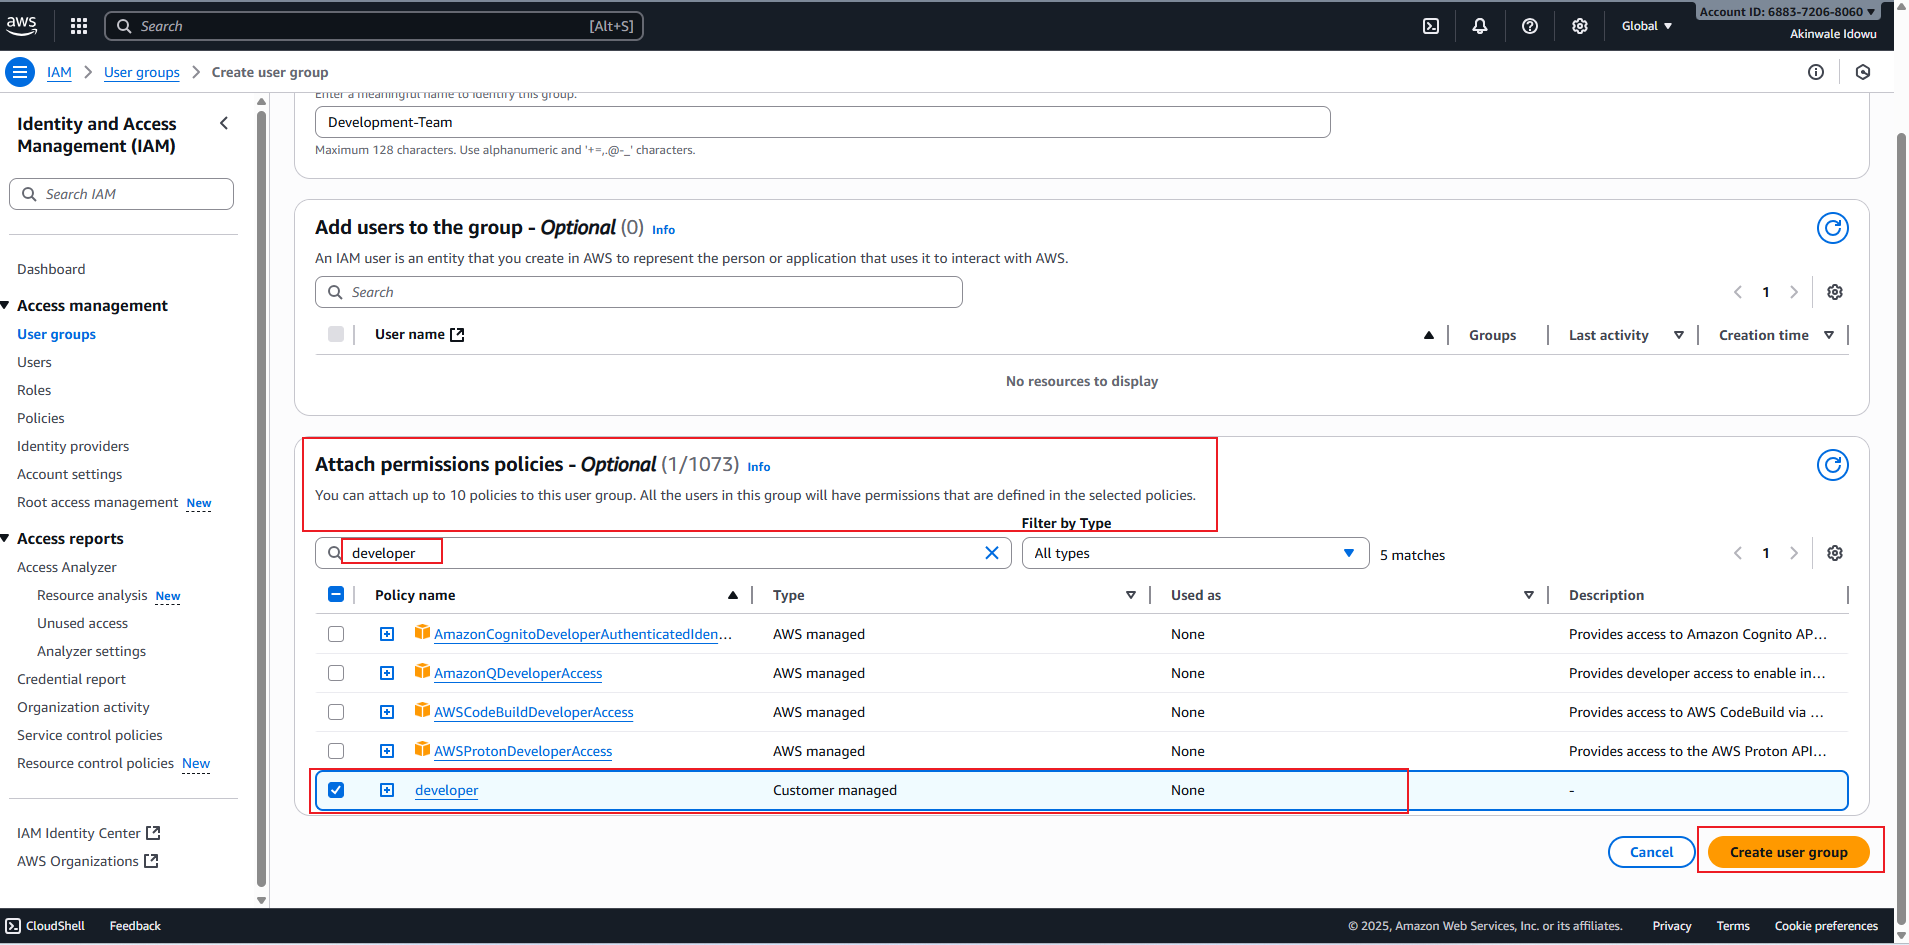 aws
Search [Alt+S]
Global
Account ID: 6883-7206-8060
Akinwale Idowu
IAM > User groups > Create user group
Identity and Access
Management (IAM)
Search IAM
Dashboard
Access management
User groups
Users
Roles
Policies
Identity providers
Account settings
Root access management New
Access reports
Access Analyzer
Resource analysis New
Unused access
Analyzer settings
Credential report
Organization activity
Service control policies
Resource control policies New
IAM Identity Center
AWS Organizations
Enter a meaningful name to identify this group.
Development-Team
Maximum 128 characters. Use alphanumeric and '+=,.@-_' characters.
Add users to the group - Optional (0) Info
An IAM user is an entity that you create in AWS to represent the person or application that uses it to interact with AWS.
Search
1
User name Groups Last activity Creation time
No resources to display
Attach permissions policies - Optional (1/1073) Info
You can attach up to 10 policies to this user group. All the users in this group will have permissions that are defined in the selected policies.
Filter by Type
developer All types 5 matches 1
Policy name Type Used as Description
AmazonCognitoDeveloperAuthenticatedIden... AWS managed None Provides access to Amazon Cognito AP...
AmazonQDeveloperAccess AWS managed None Provides developer access to enable in...
AWSCodeBuildDeveloperAccess AWS managed None Provides access to AWS CodeBuild via ...
AWSProtonDeveloperAccess AWS managed None Provides access to the AWS Proton API...
developer Customer managed None -
Cancel Create user group
CloudShell Feedback © 2025, Amazon Web Services, Inc. or its affiliates. Privacy Terms Cookie preferences